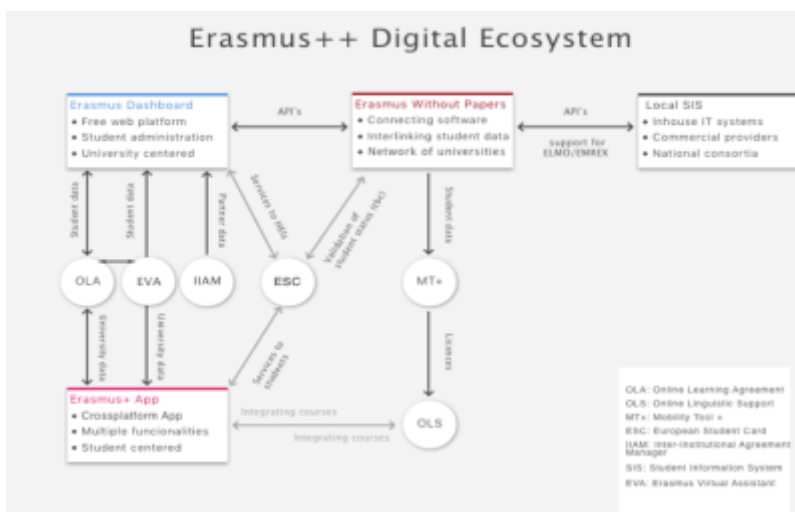 Erasmus++ Digital Ecosystem
Erasmus Dashboard
• Free web platform
• Student administration
• University centered
API's
Erasmus Without Papers
• Connecting software
• Interlinking student data
• Network of universities
API's
support for
ELMO/EMREX
Local SIS
• Inhouse IT systems
• Commercial providers
• National consortia
Student data
Student data
Partner data
Services to HEIs
Validation of
student status (tbc)
Student data
OLA
EVA
IIAM
ESC
MT+
University data
University data
Services to
students
Licences
Erasmus+ App
• Crossplatform App
• Multiple funcionalities
• Student centered
Integrating courses
Integrating courses
OLS
OLA: Online Learning Agreement
OLS: Online Linguistic Support
MT+: Mobility Tool +
ESC: European Student Card
IIAM: Inter-Institutional Agreement
Manager
SIS: Student Information System
EVA: Erasmus Virtual Assistant